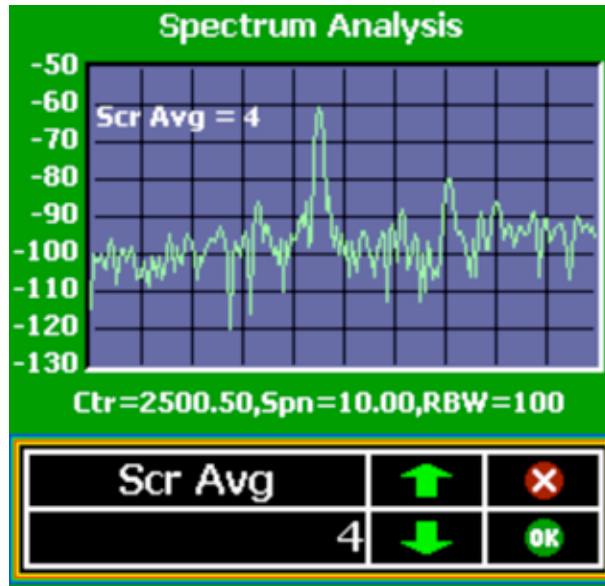 Spectrum Analysis
-50
-60
Scr Avg = 4
-70
-80
-90
-100
-110
-120
-130
Ctr=2500.50,Spn=10.00,RBW=100
Scr Avg
4
OK